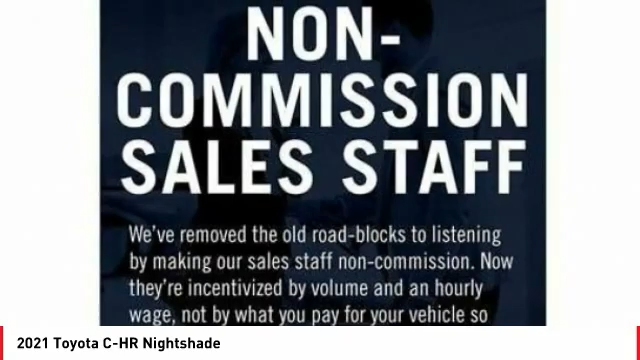 NON-
COMMISSION
SALES STAFF
We've removed the old road-blocks to listening
by making our sales staff non-commission. Now
they're incentivized by volume and an hourly
wage, not by what you pay for your vehicle so
2021 Toyota C-HR Nightshade